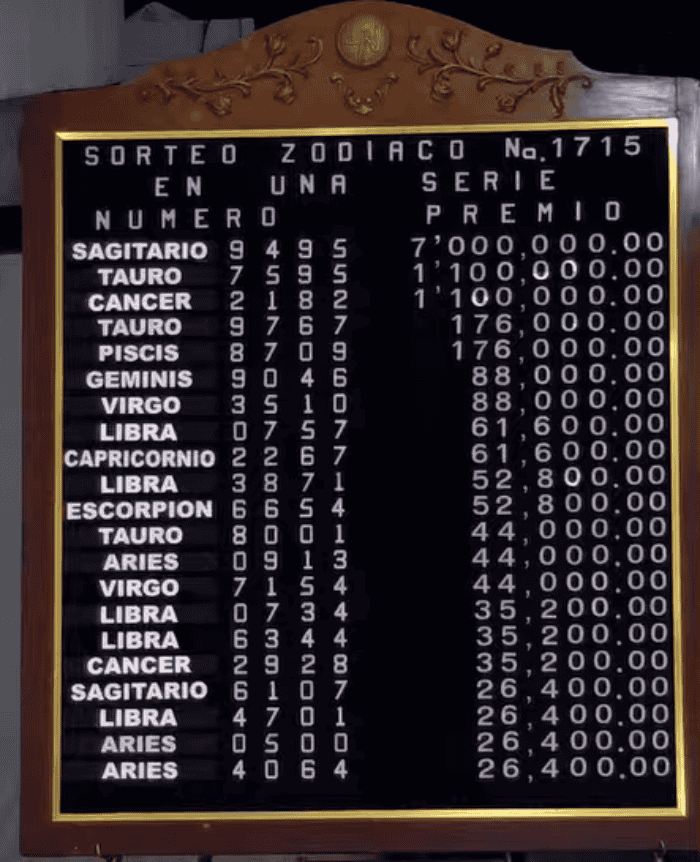 SORTEO ZODIACO No.1715
EN UNA SERIE
NUMERO PREMIO
SAGITARIO 9495 7'000,000.00
TAURO 7595 1'100,000.00
CANCER 2182 1'100,000.00
TAURO 9767 176,000.00
PISCIS 8709 176,000.00
GEMINIS 9046 88,000.00
VIRGO 3510 88,000.00
LIBRA 0757 61,600.00
CAPRICORNIO 2267 61,600.00
LIBRA 3871 52,800.00
ESCORPION 6654 52,800.00
TAURO 8001 44,000.00
ARIES 0913 44,000.00
VIRGO 7154 44,000.00
LIBRA 0734 35,200.00
LIBRA 6344 35,200.00
CANCER 2928 35,200.00
SAGITARIO 6107 26,400.00
LIBRA 4701 26,400.00
ARIES 0500 26,400.00
ARIES 4064 26,400.00